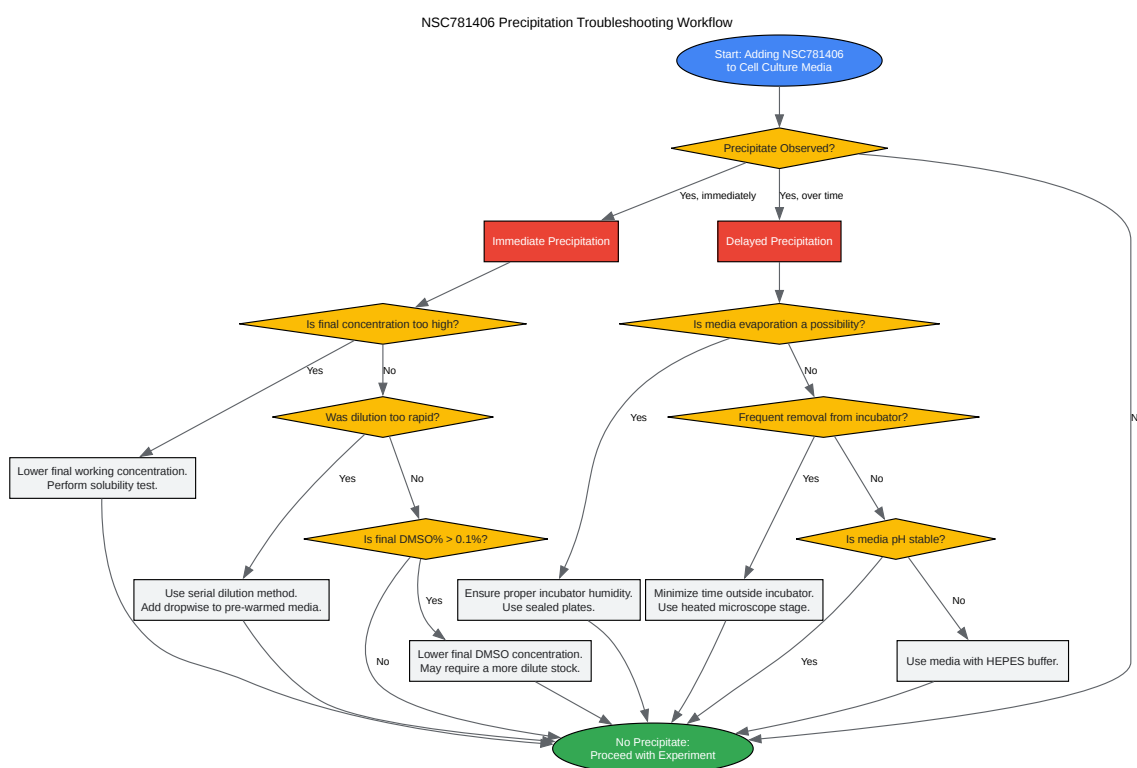 NSC781406 Precipitation Troubleshooting Workflow
Start: Adding NSC781406
to Cell Culture Media
Precipitate Observed?
Yes, immediately
Yes, over time
Immediate Precipitation
Delayed Precipitation
Is final concentration too high?
Is media evaporation a possibility?
Yes
No
No
Was dilution too rapid?
Yes
Frequent removal from incubator?
N
Lower final working concentration.
Perform solubility test.
Yes
No
Yes
No
Is final DMSO% > 0.1%?
Is media pH stable?
Use serial dilution method.
Add dropwise to pre-warmed media.
Yes
Ensure proper incubator humidity.
Use sealed plates.
Minimize time outside incubator.
Use heated microscope stage.
No
No
Lower final DMSO concentration.
May require a more dilute stock.
Yes
Use media with HEPES buffer.
No Precipitate:
Proceed with Experiment